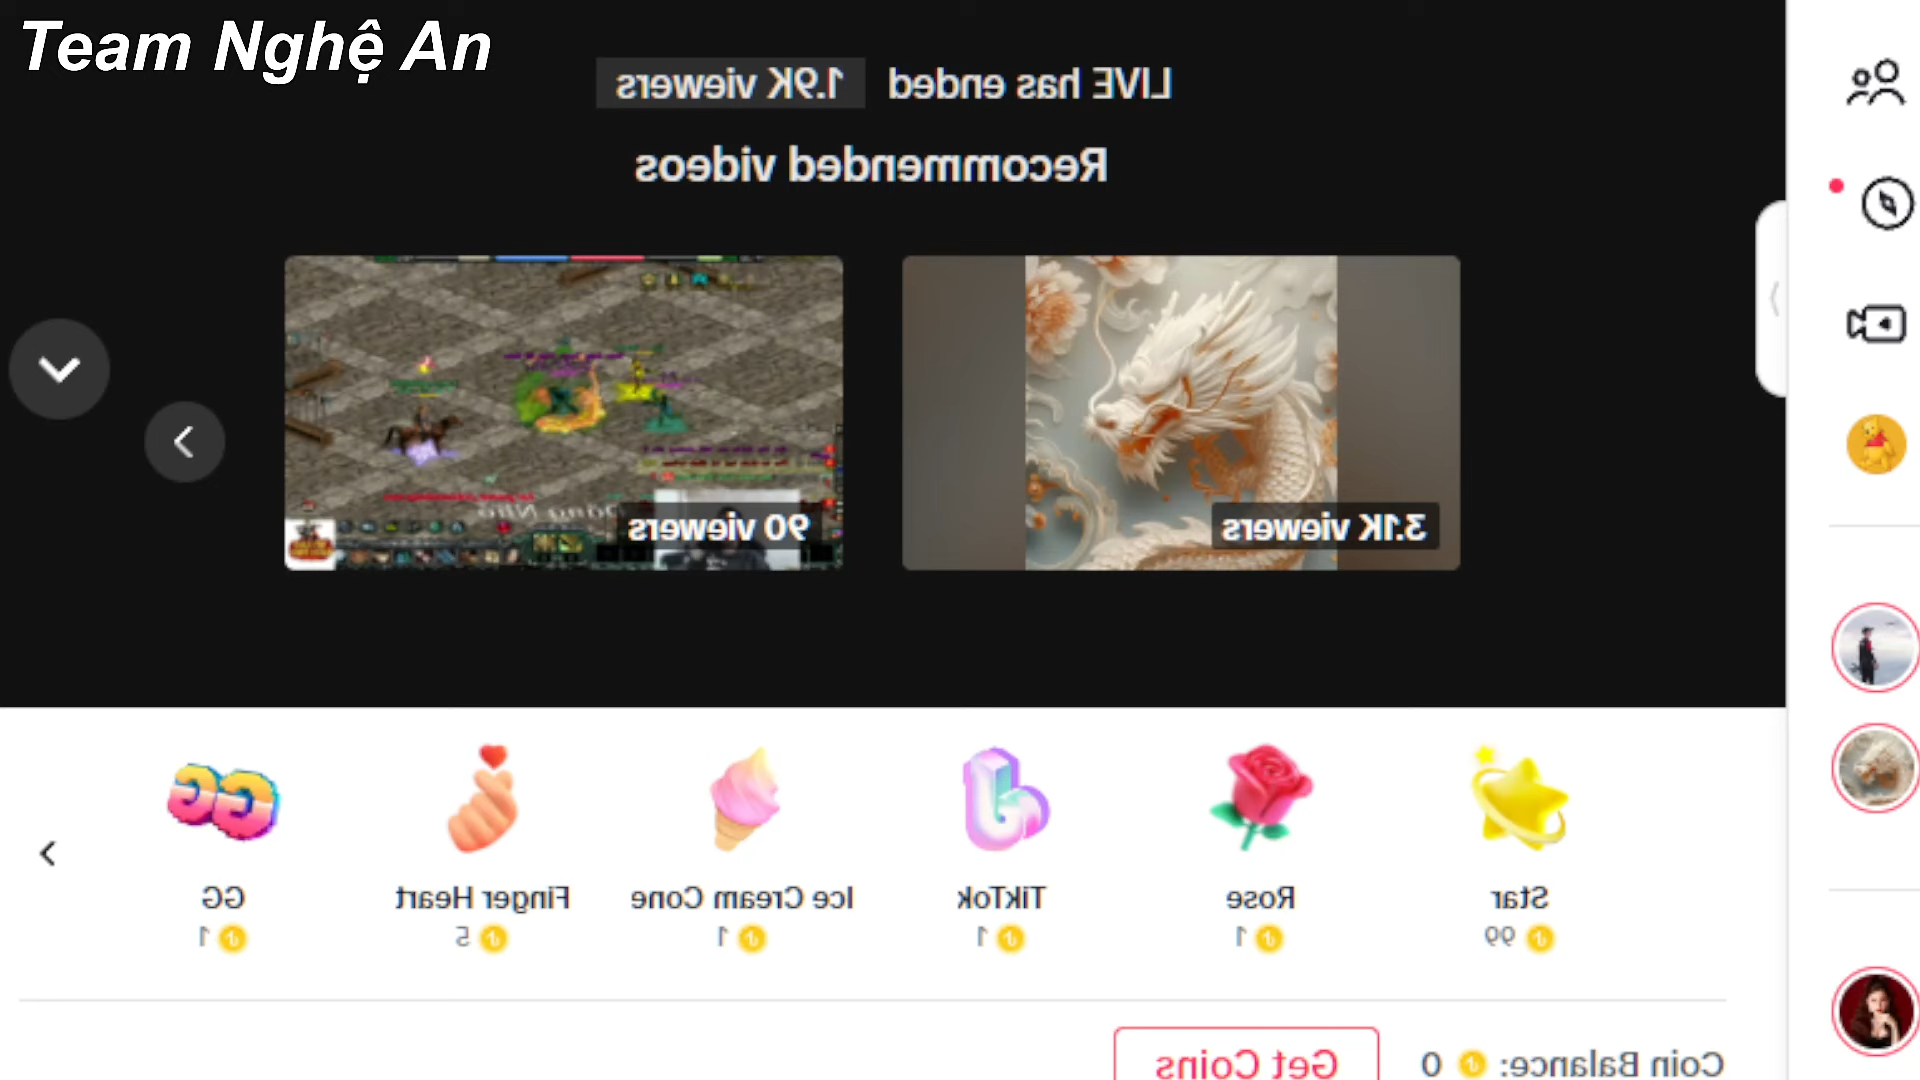 Team Nghệ An
LIVE has ended 1.9K viewers
Recommended videos
3.1K viewers
90 viewers
Star
99
Rose
1
TikTok
1
Ice Cream Cone
1
Finger Heart
5
GG
1
Coin Balance: 0
Get Coins